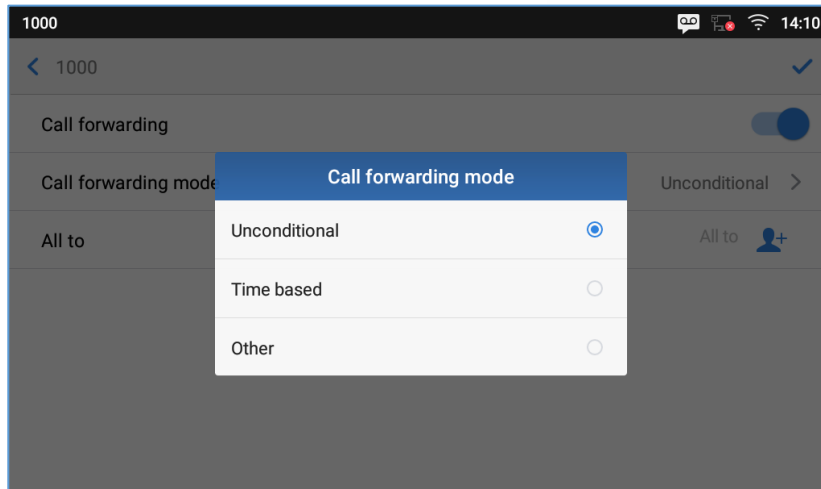 1000 14:10
1000
Call forwarding
Call forwarding mode Unconditional
All to All to
Call forwarding mode
Unconditional
Time based
Other